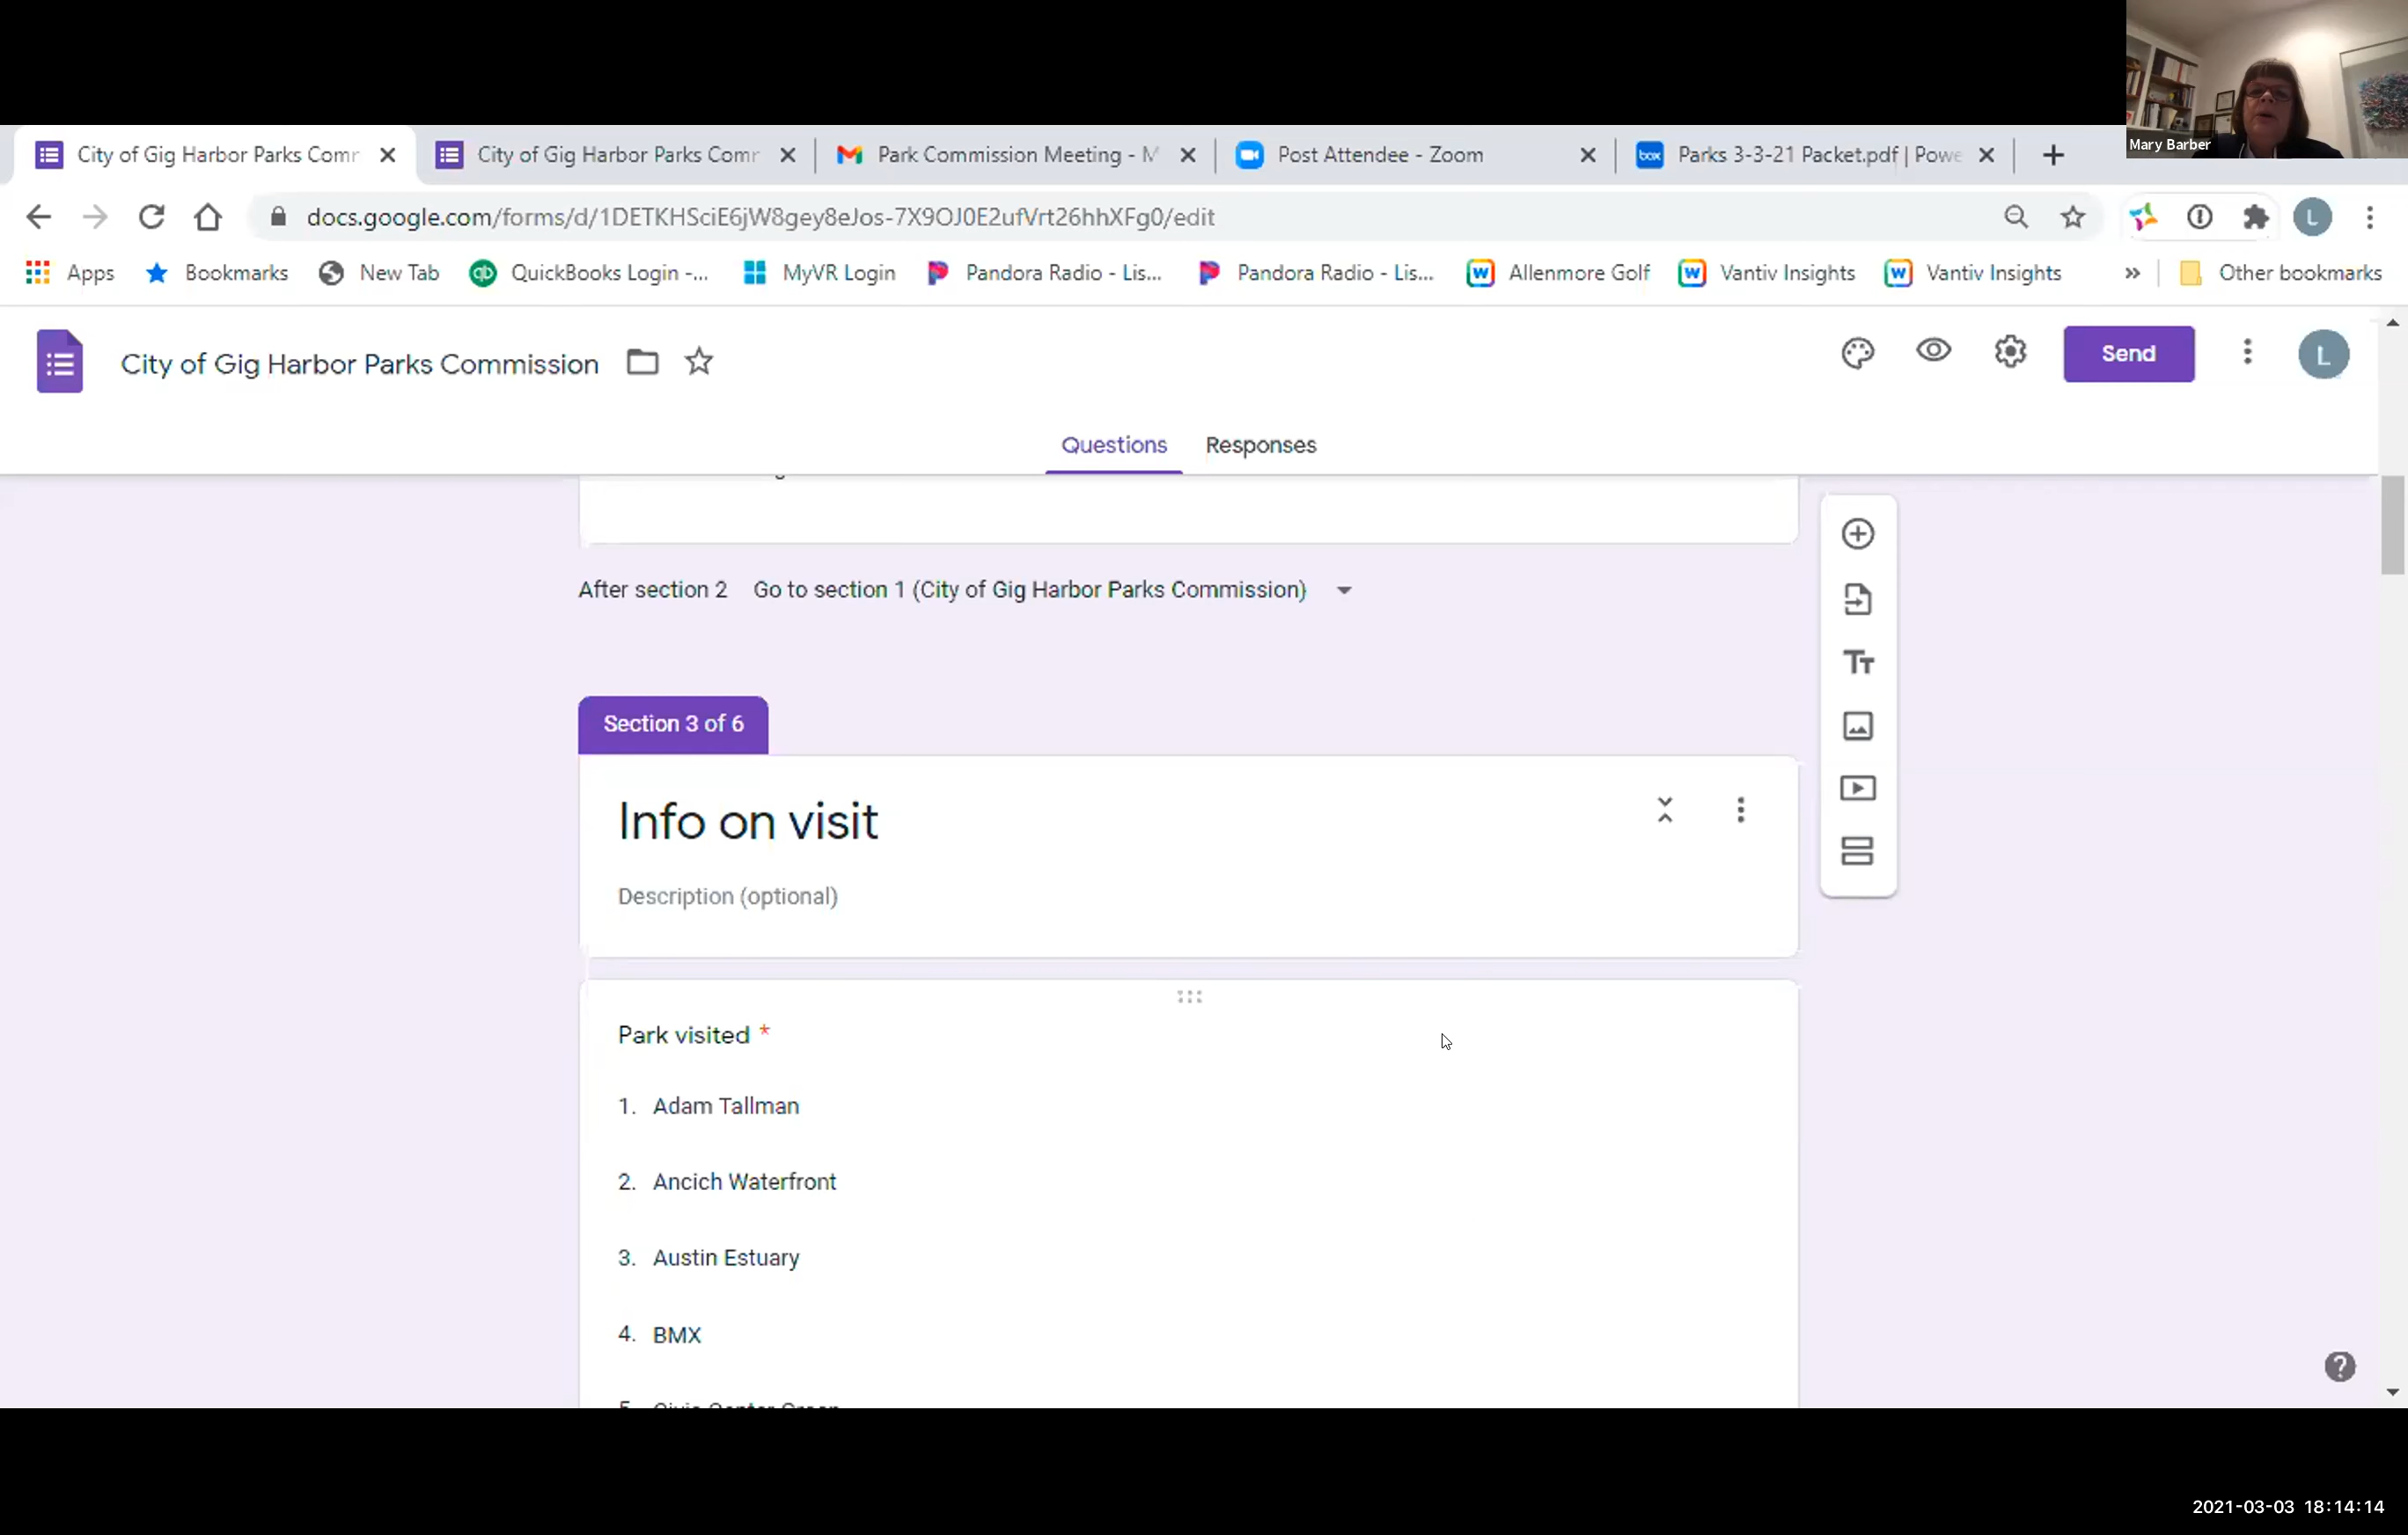 Mary Barber
City of Gig Harbor Parks Comr
City of Gig Harbor Parks Comr
Park Commission Meeting - M
Post Attendee - Zoom
box
Parks 3-3-21 Packet.pdf | Powe
docs.google.com/forms/d/1DETKHSciE6jW8gey8eJos-7X9OJ0E2ufVrt26hhXFg0/edit
L
Apps
Bookmarks
New Tab
qb
QuickBooks Login -...
MyVR Login
Pandora Radio - Lis...
Pandora Radio - Lis...
Allenmore Golf
Vantiv Insights
Vantiv Insights
Other bookmarks
City of Gig Harbor Parks Commission
Send
L
Questions
Responses
After section 2 Go to section 1 (City of Gig Harbor Parks Commission)
Section 3 of 6
Info on visit
Description (optional)
Tt
Park visited *
1. Adam Tallman
2. Ancich Waterfront
3. Austin Estuary
4. BMX
2021-03-03 18:14:14